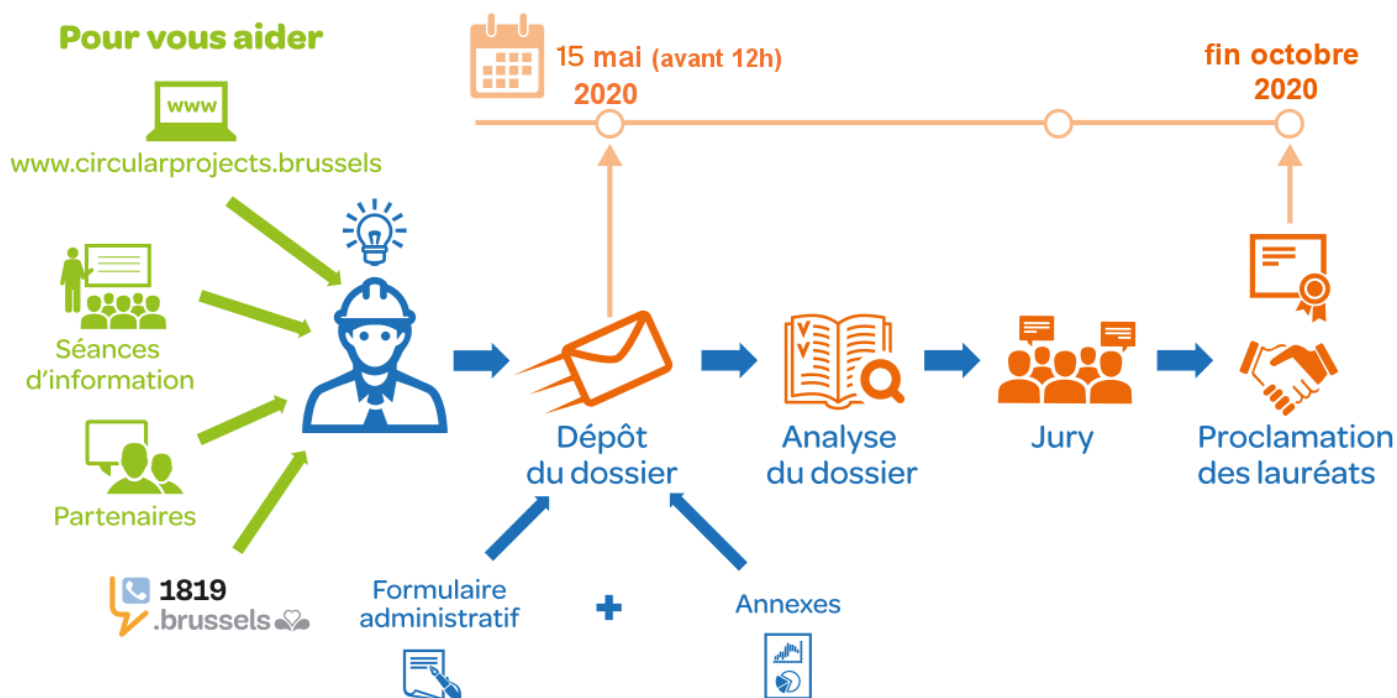 Pour vous aider
www
www.circularprojects.brussels
Séances
d'information
Partenaires
1819
.brussels
15 mai (avant 12h)
2020
fin octobre
2020
Dépôt
du dossier
Analyse
du dossier
Jury
Proclamation
des lauréats
Formulaire
administratif
+
Annexes